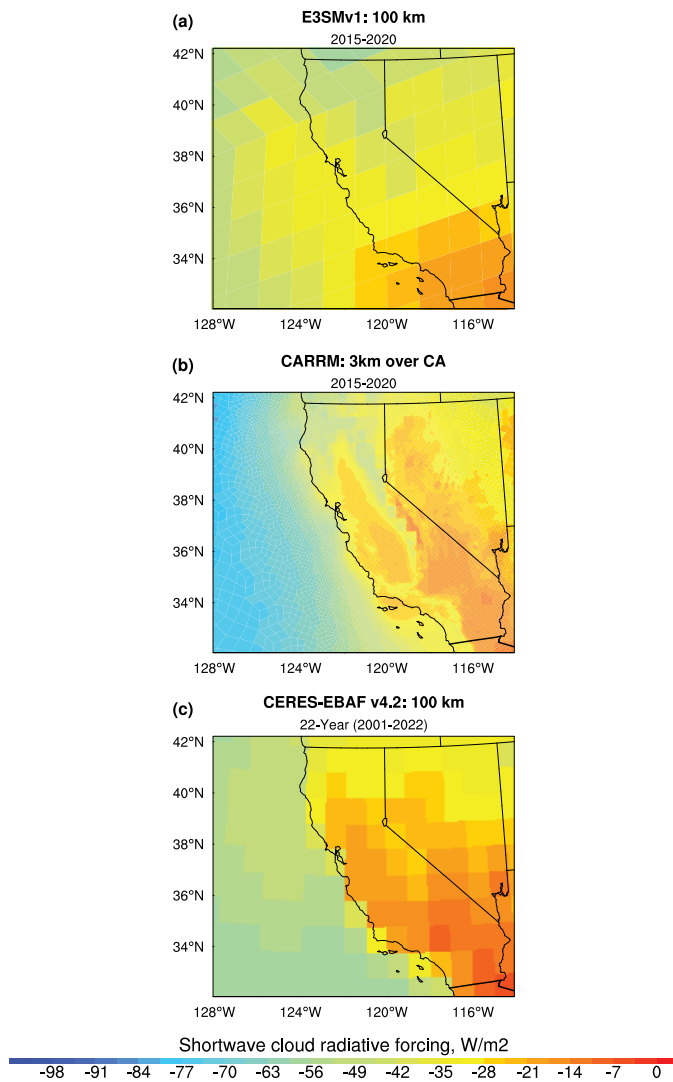 (a)
E3SMv1: 100 km
2015-2020
42°N
40°N
38°N
36°N
34°N
128°W 124°W 120°W 116°W
(b)
CARRM: 3km over CA
2015-2020
42°N
40°N
38°N
36°N
34°N
128°W 124°W 120°W 116°W
(c)
CERES-EBAF v4.2: 100 km
22-Year (2001-2022)
42°N
40°N
38°N
36°N
34°N
128°W 124°W 120°W 116°W
Shortwave cloud radiative forcing, W/m2
-98 -91 -84 -77 -70 -63 -56 -49 -42 -35 -28 -21 -14 -7 0